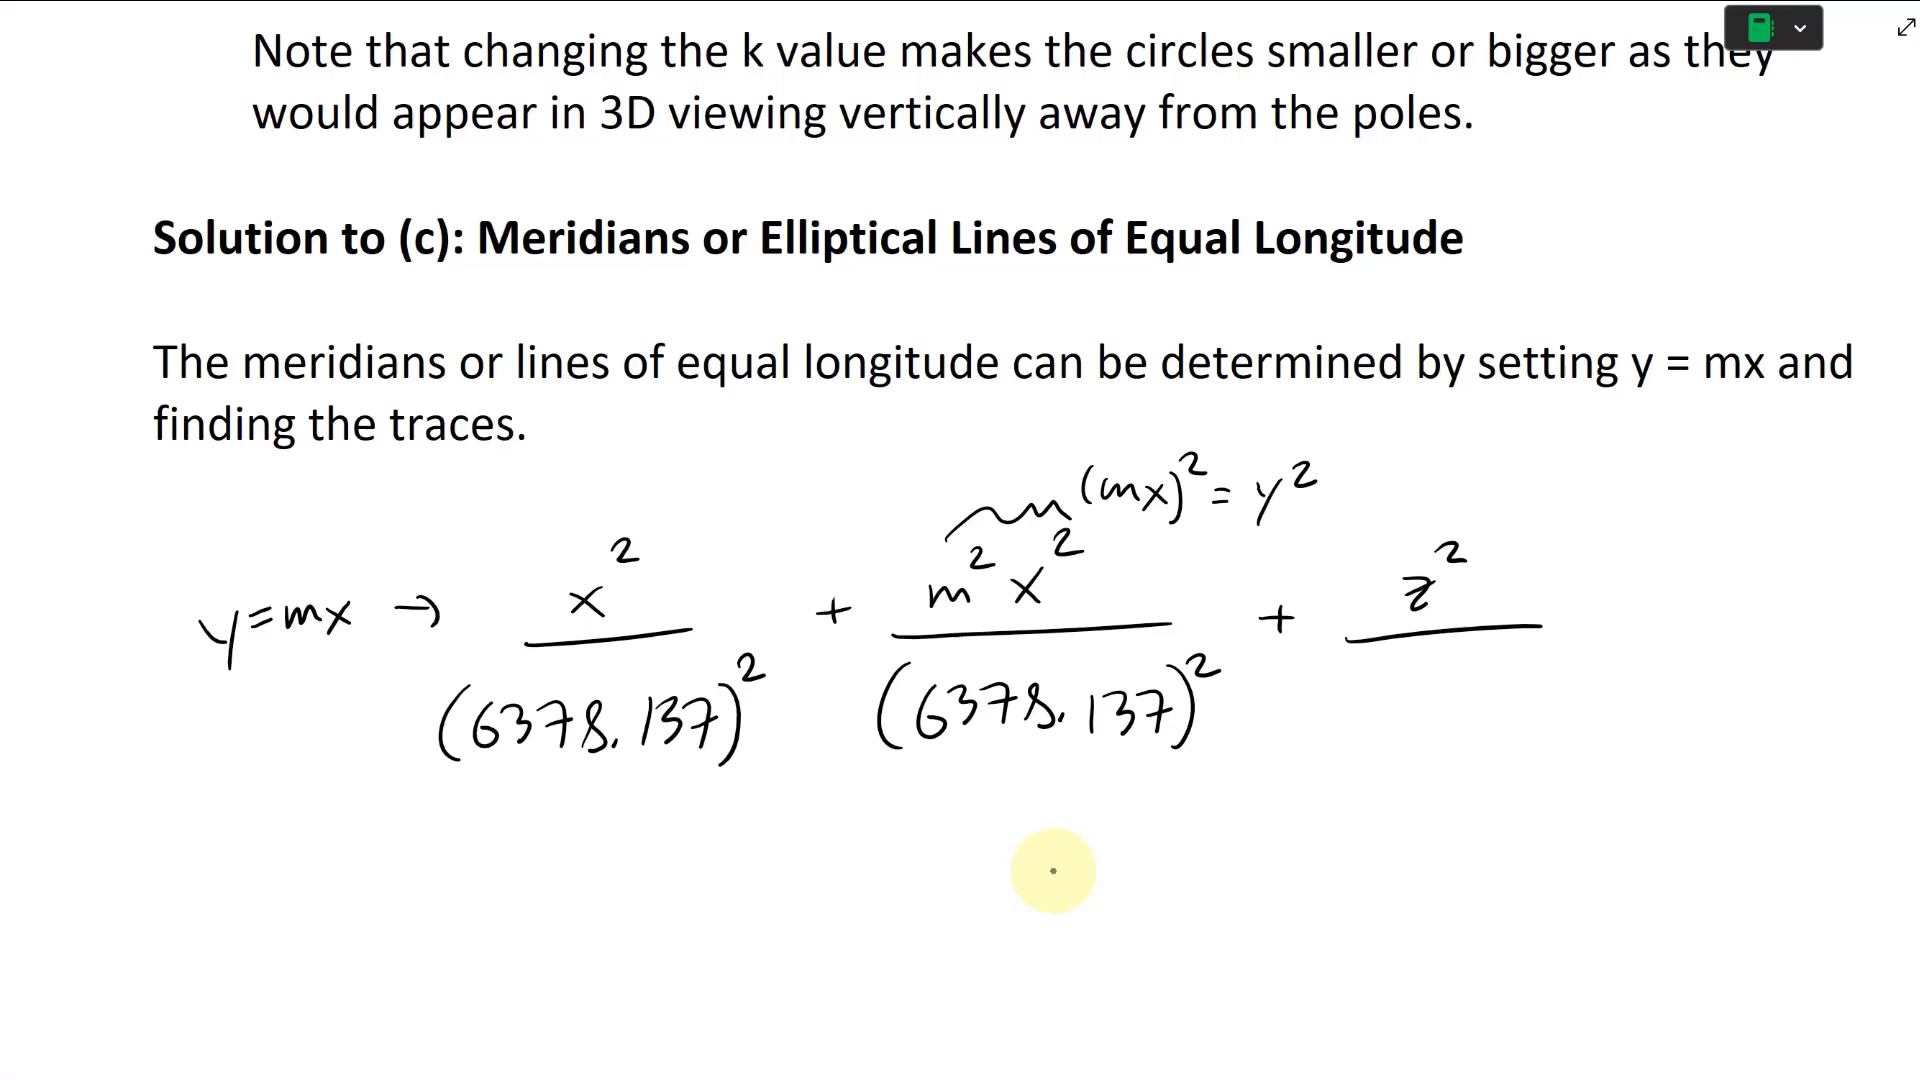 Note that changing the k value makes the circles smaller or bigger as they
would appear in 3D viewing vertically away from the poles.
Solution to (c): Meridians or Elliptical Lines of Equal Longitude
The meridians or lines of equal longitude can be determined by setting y = mx and
finding the traces.
(mx)² = y²
y = mx → x² + m² x² + z²
(6378.137)² (6378.137)²